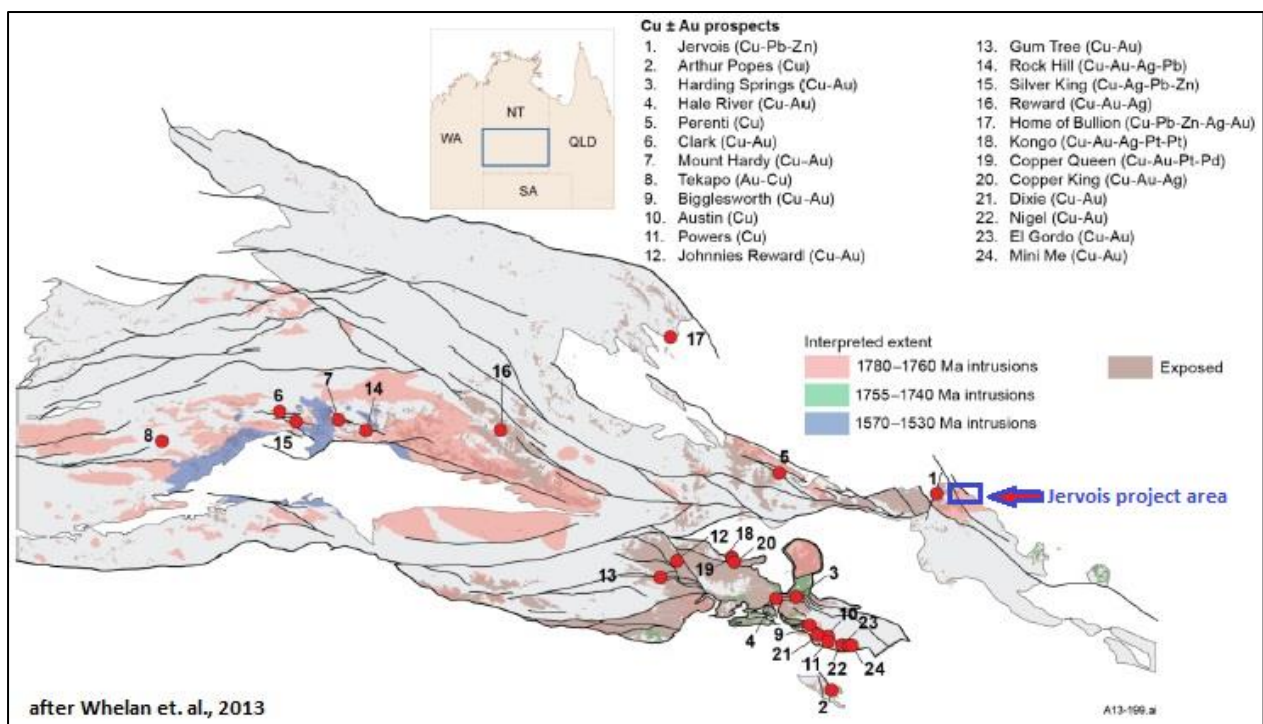 Cu ± Au prospects
1. Jervois (Cu-Pb-Zn)
2. Arthur Popes (Cu)
3. Harding Springs (Cu-Au)
4. Hale River (Cu-Au)
5. Perenti (Cu)
6. Clark (Cu-Au)
7. Mount Hardy (Cu-Au)
8. Tekapo (Au-Cu)
9. Bigglesworth (Cu-Au)
10. Austin (Cu)
11. Powers (Cu)
12. Johnnies Reward (Cu-Au)
13. Gum Tree (Cu-Au)
14. Rock Hill (Cu-Au-Ag-Pb)
15. Silver King (Cu-Ag-Pb-Zn)
16. Reward (Cu-Au-Ag)
17. Home of Bullion (Cu-Pb-Zn-Ag-Au)
18. Kongo (Cu-Au-Ag-Pt-Pt)
19. Copper Queen (Cu-Au-Pt-Pd)
20. Copper King (Cu-Au-Ag)
21. Dixie (Cu-Au)
22. Nigel (Cu-Au)
23. El Gordo (Cu-Au)
24. Mini Me (Cu-Au)
NT
WA
QLD
SA
Interpreted extent
1780–1760 Ma intrusions
1755–1740 Ma intrusions
1570–1530 Ma intrusions
Exposed
17
16
7
6
14
8
15
5
1
Jervois project area
12
18
20
13
19
3
10
4
9
23
21
11
22
24
2
after Whelan et. al., 2013
A13-199.ai